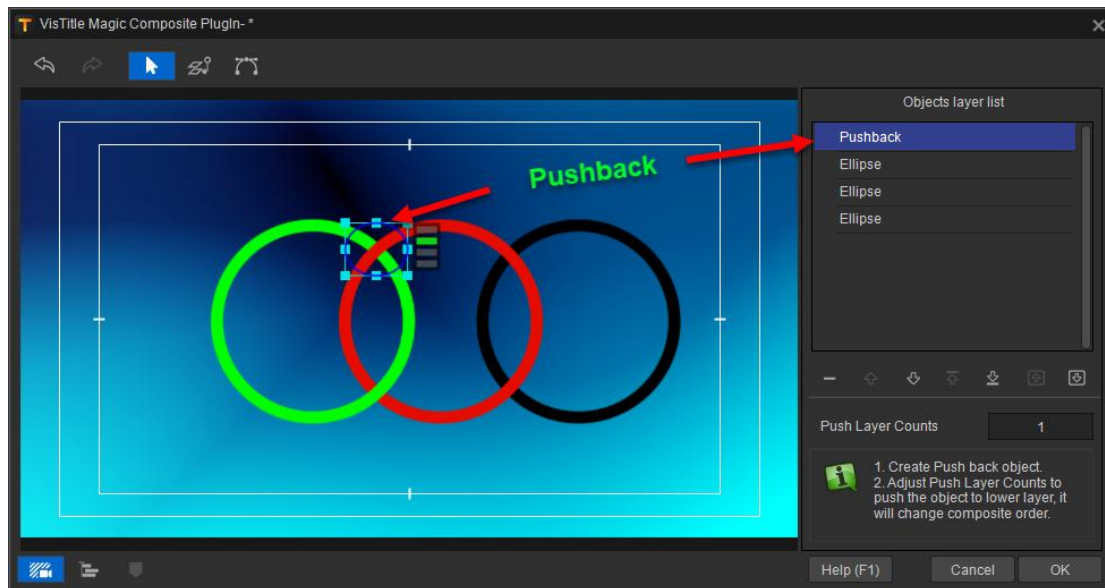 VisTitle Magic Composite PlugIn- *
Objects layer list
Pushback
Pushback
Ellipse
Ellipse
Ellipse
Push Layer Counts
1
1. Create Push back object.
2. Adjust Push Layer Counts to
push the object to lower layer, it
will change composite order.
Help (F1)
Cancel
OK